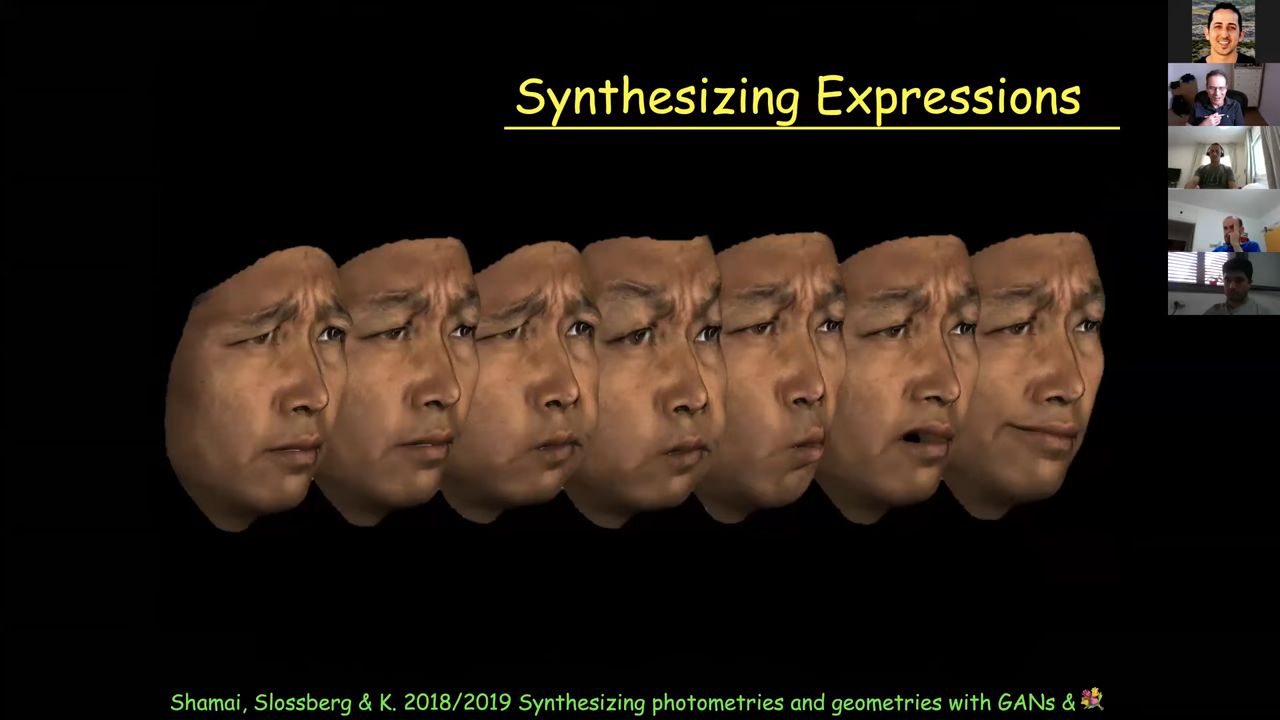 Synthesizing Expressions
Shamai, Slossberg & K. 2018/2019 Synthesizing photometries and geometries with GANs & 💐